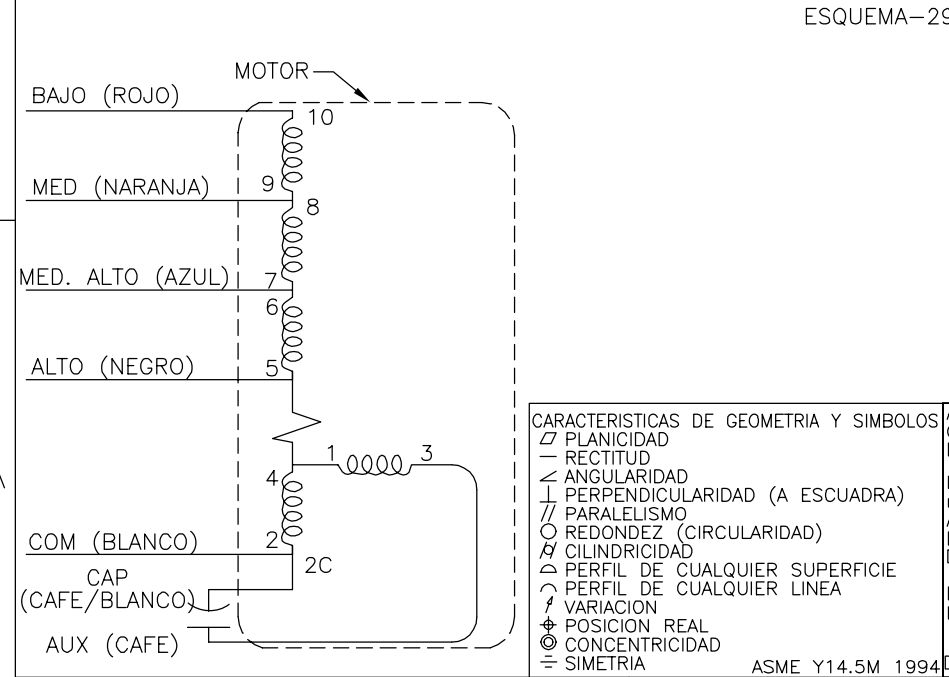 ESQUEMA-29
MOTOR
BAJO (ROJO)
10
MED (NARANJA)
9
8
MED. ALTO (AZUL)
7
6
ALTO (NEGRO)
5
1
3
4
COM (BLANCO)
2
2C
CAP
(CAFE/BLANCO)
AUX (CAFE)
CARACTERISTICAS DE GEOMETRIA Y SIMBOLOS
PLANICIDAD
RECTITUD
ANGULARIDAD
PERPENDICULARIDAD (A ESCUADRA)
PARALELISMO
REDONDEZ (CIRCULARIDAD)
CILINDRICIDAD
PERFIL DE CUALQUIER SUPERFICIE
PERFIL DE CUALQUIER LINEA
VARIACION
POSICION REAL
CONCENTRICIDAD
SIMETRIA
ASME Y14.5M 1994